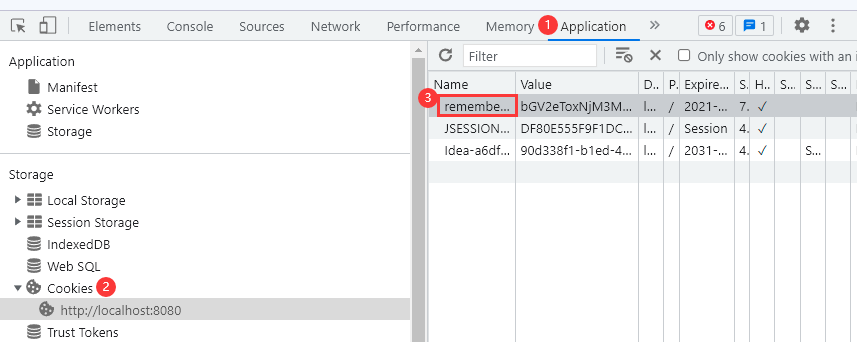 Elements Console Sources Network Performance Memory 1 Application 6 1
Application
Manifest
Service Workers
Storage
Storage
Local Storage
Session Storage
IndexedDB
Web SQL
Cookies 2
http://localhost:8080
Trust Tokens
Filter Only show cookies with an i
Name Value D.. P. Expire... S. H.. S... S... S...
3 remembe... bGV2eToxNjM3M... l... / 2021-... 7. ✓
JSESSION... DF80E555F9F1DC... l... / Session 4. ✓
Idea-a6df... 90d338f1-b1ed-4... l... / 2031-... 4. ✓ S...